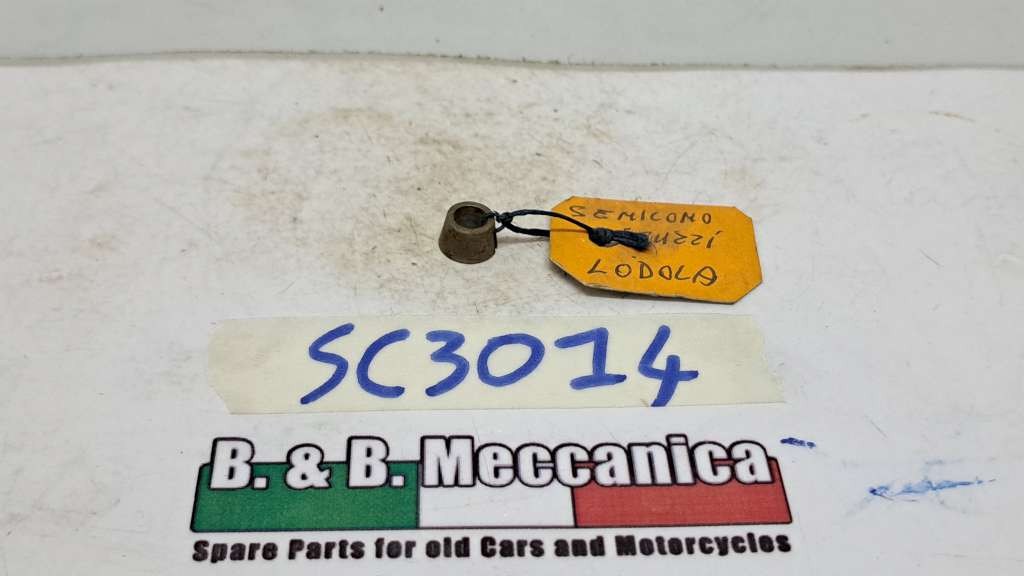 SEMICONO
LODOLA
SC3014
B. & B. Meccanica
Spare Parts for old Cars and Motorcycles